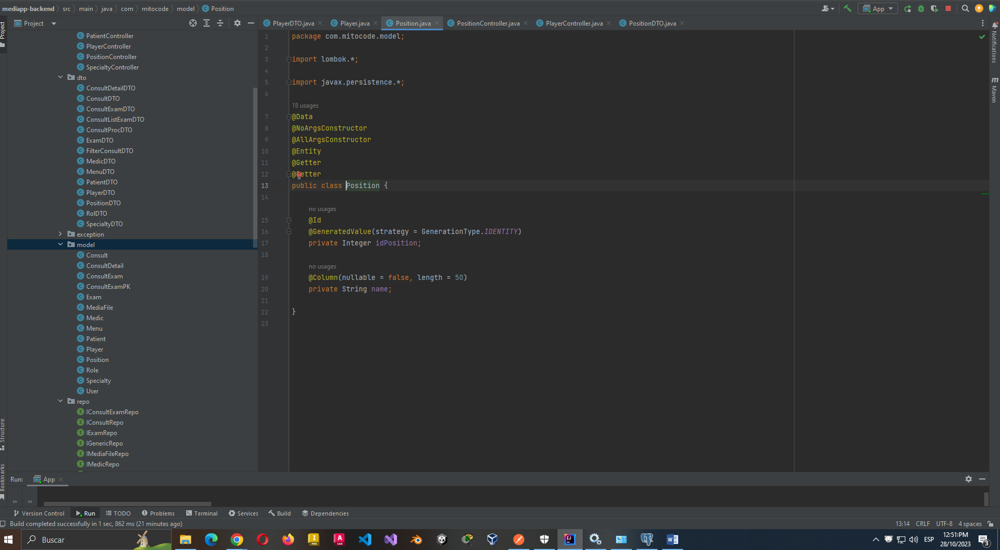 mediapp-backend > src > main > java > com > mitocode > model > Position
App
Project
PlayerDTO.java
Player.java
Position.java
PositionController.java
PlayerController.java
PositionDTO.java
Project
Notifications
Maven
Structure
Bookmarks
PatientController
PlayerController
PositionController
SpecialtyController
dto
ConsultDetailDTO
ConsultDTO
ConsultExamDTO
ConsultListExamDTO
ConsultProcDTO
ExamDTO
FilterConsultDTO
MedicDTO
MenuDTO
PatientDTO
PlayerDTO
PositionDTO
RolDTO
SpecialtyDTO
exception
model
Consult
ConsultDetail
ConsultExam
ConsultExamPK
Exam
MediaFile
Medic
Menu
Patient
Player
Position
Role
Specialty
User
repo
IConsultExamRepo
IConsultRepo
IExamRepo
IGenericRepo
IMediaFileRepo
IMedicRepo
1 package com.mitocode.model;
2
3 import lombok.*;
4
5 import javax.persistence.*;
6
18 usages
7 @Data
8 @NoArgsConstructor
9 @AllArgsConstructor
10 @Entity
11 @Getter
12 @Setter
13 public class Position {
14
no usages
15 @Id
16 @GeneratedValue(strategy = GenerationType.IDENTITY)
17 private Integer idPosition;
18
no usages
19 @Column(nullable = false, length = 50)
20 private String name;
21
22 }
23
Run: App
Version Control Run TODO Problems Terminal Services Build Dependencies
Build completed successfully in 1 sec, 862 ms (21 minutes ago)
13:14 CRLF UTF-8 4 spaces
Buscar
ESP
12:51:PM
28/10/2023
3